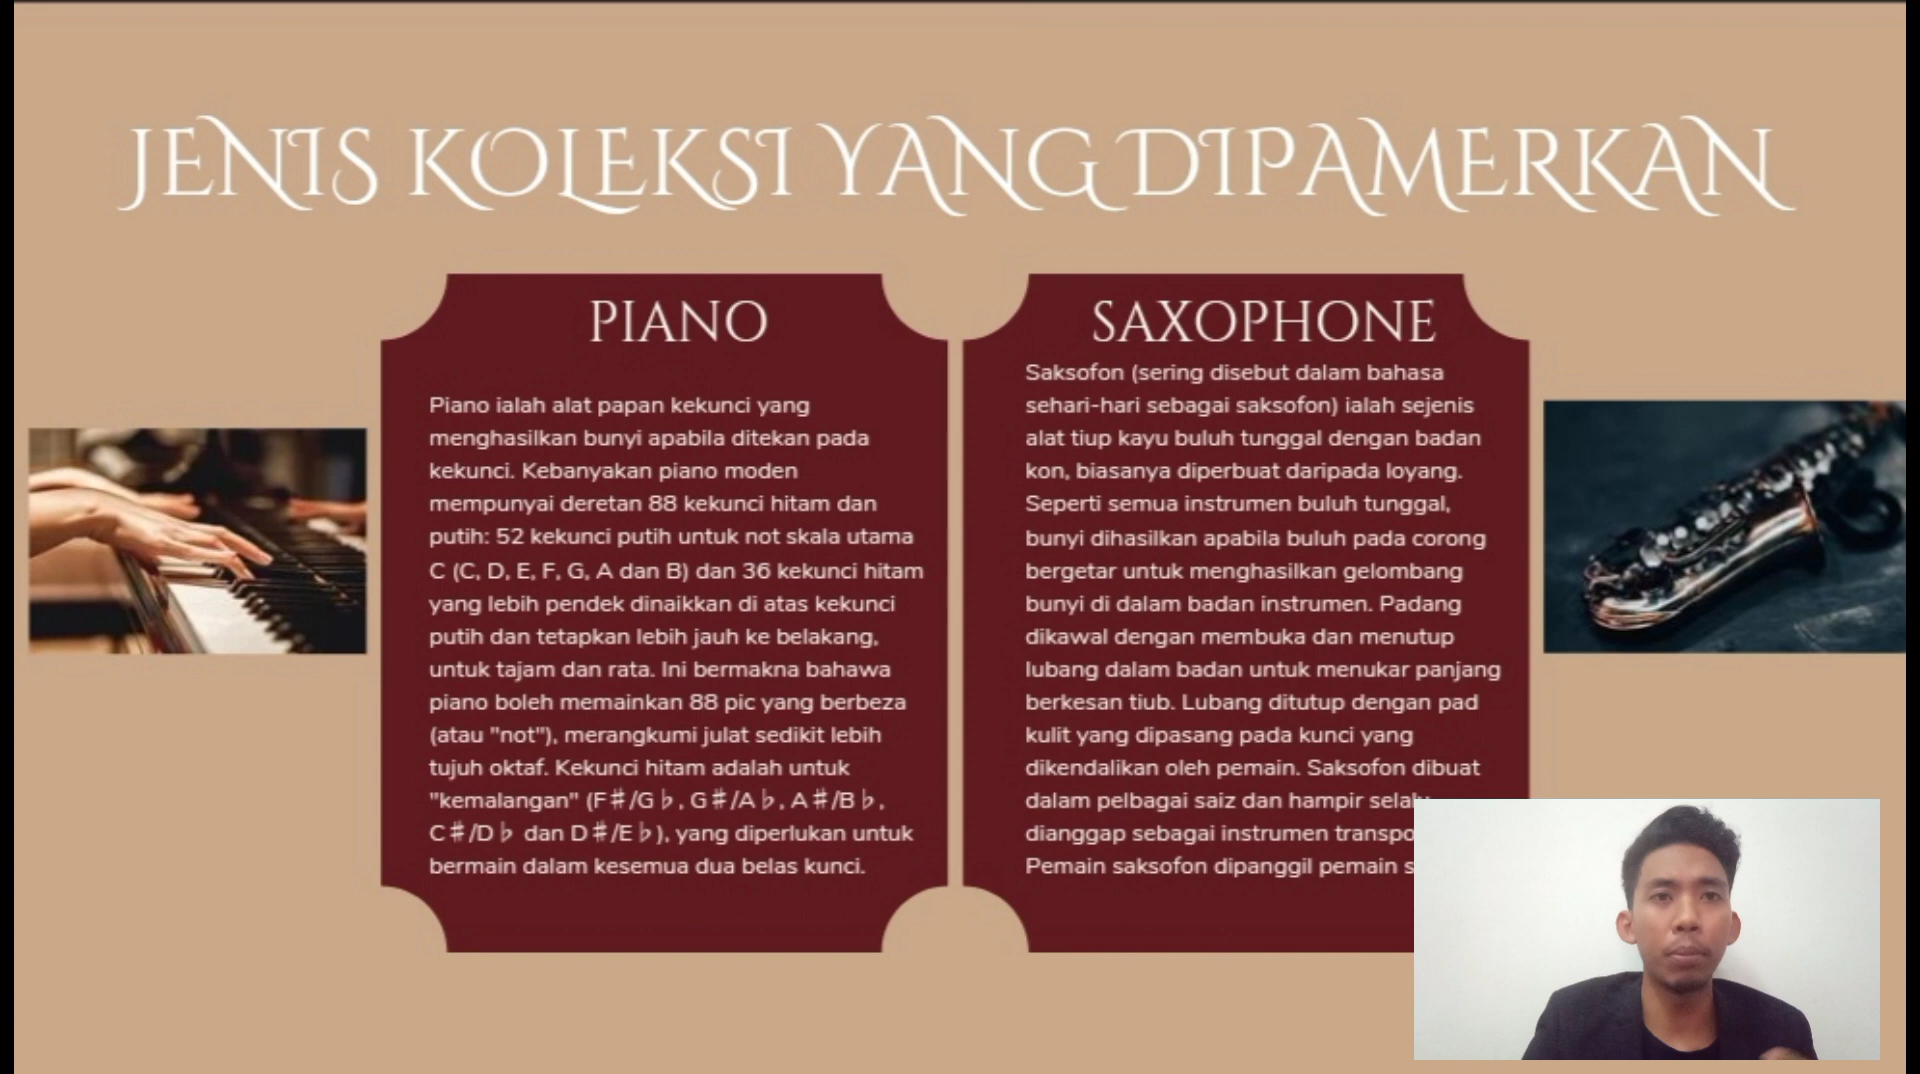 JENIS KOLEKSI YANG DIPAMERKAN
PIANO
Piano ialah alat papan kekunci yang
menghasilkan bunyi apabila ditekan pada
kekunci. Kebanyakan piano moden
mempunyai deretan 88 kekunci hitam dan
putih: 52 kekunci putih untuk not skala utama
C (C, D, E, F, G, A dan B) dan 36 kekunci hitam
yang lebih pendek dinaikkan di atas kekunci
putih dan tetapkan lebih jauh ke belakang,
untuk tajam dan rata. Ini bermakna bahawa
piano boleh memainkan 88 pic yang berbeza
(atau "not"), merangkumi julat sedikit lebih
tujuh oktaf. Kekunci hitam adalah untuk
"kemalangan" (F♯/G♭, G♯/A♭, A♯/B♭,
C♯/D♭ dan D♯/E♭), yang diperlukan untuk
bermain dalam kesemua dua belas kunci.
SAXOPHONE
Saksofon (sering disebut dalam bahasa
sehari-hari sebagai saksofon) ialah sejenis
alat tiup kayu buluh tunggal dengan badan
kon, biasanya diperbuat daripada loyang.
Seperti semua instrumen buluh tunggal,
bunyi dihasilkan apabila buluh pada corong
bergetar untuk menghasilkan gelombang
bunyi di dalam badan instrumen. Padang
dikawal dengan membuka dan menutup
lubang dalam badan untuk menukar panjang
berkesan tiub. Lubang ditutup dengan pad
kulit yang dipasang pada kunci yang
dikendalikan oleh pemain. Saksofon dibuat
dalam pelbagai saiz dan hampir
dianggap sebagai instrumen
Pemain saksofon dipanggil pemain